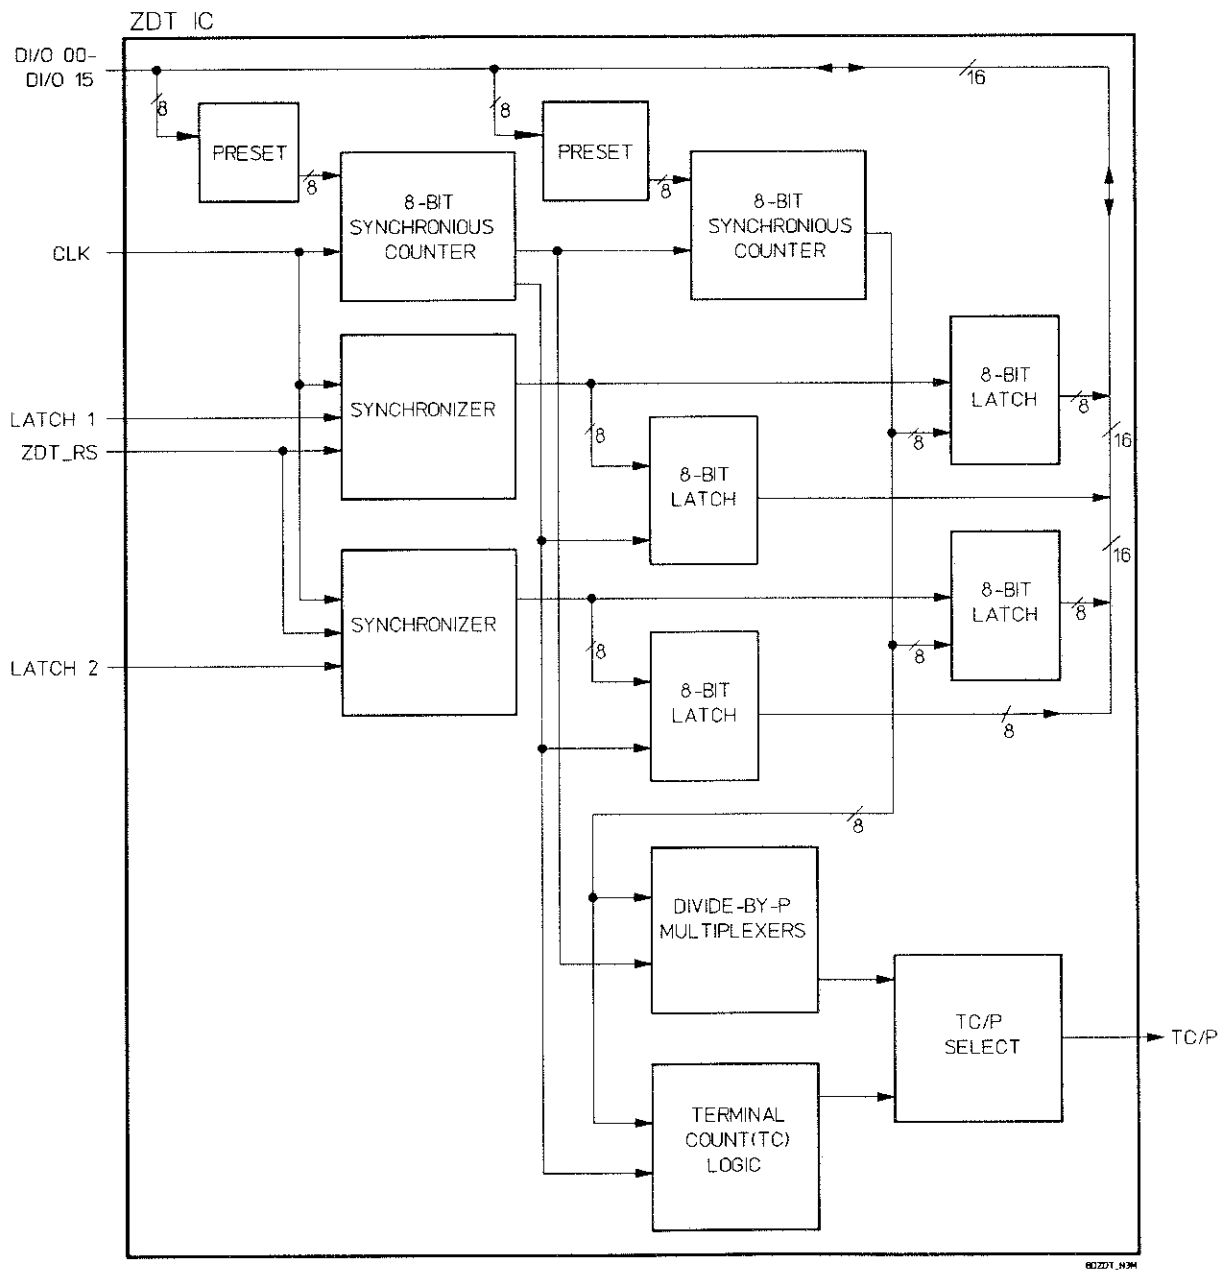 ZDT IC
DI/O 00-
DI/O 15
8
8
16
PRESET
8
PRESET
8
8-BIT
SYNCHRONIOUS
COUNTER
8-BIT
SYNCHRONIOUS
COUNTER
CLK
SYNCHRONIZER
8-BIT
LATCH
8
LATCH 1
8
8
16
ZDT_RS
8-BIT
LATCH
16
SYNCHRONIZER
8-BIT
LATCH
8
8
8
LATCH 2
8-BIT
LATCH
8
8
DIVIDE-BY-P
MULTIPLEXERS
TC/P
SELECT
TC/P
TERMINAL
COUNT(TC)
LOGIC